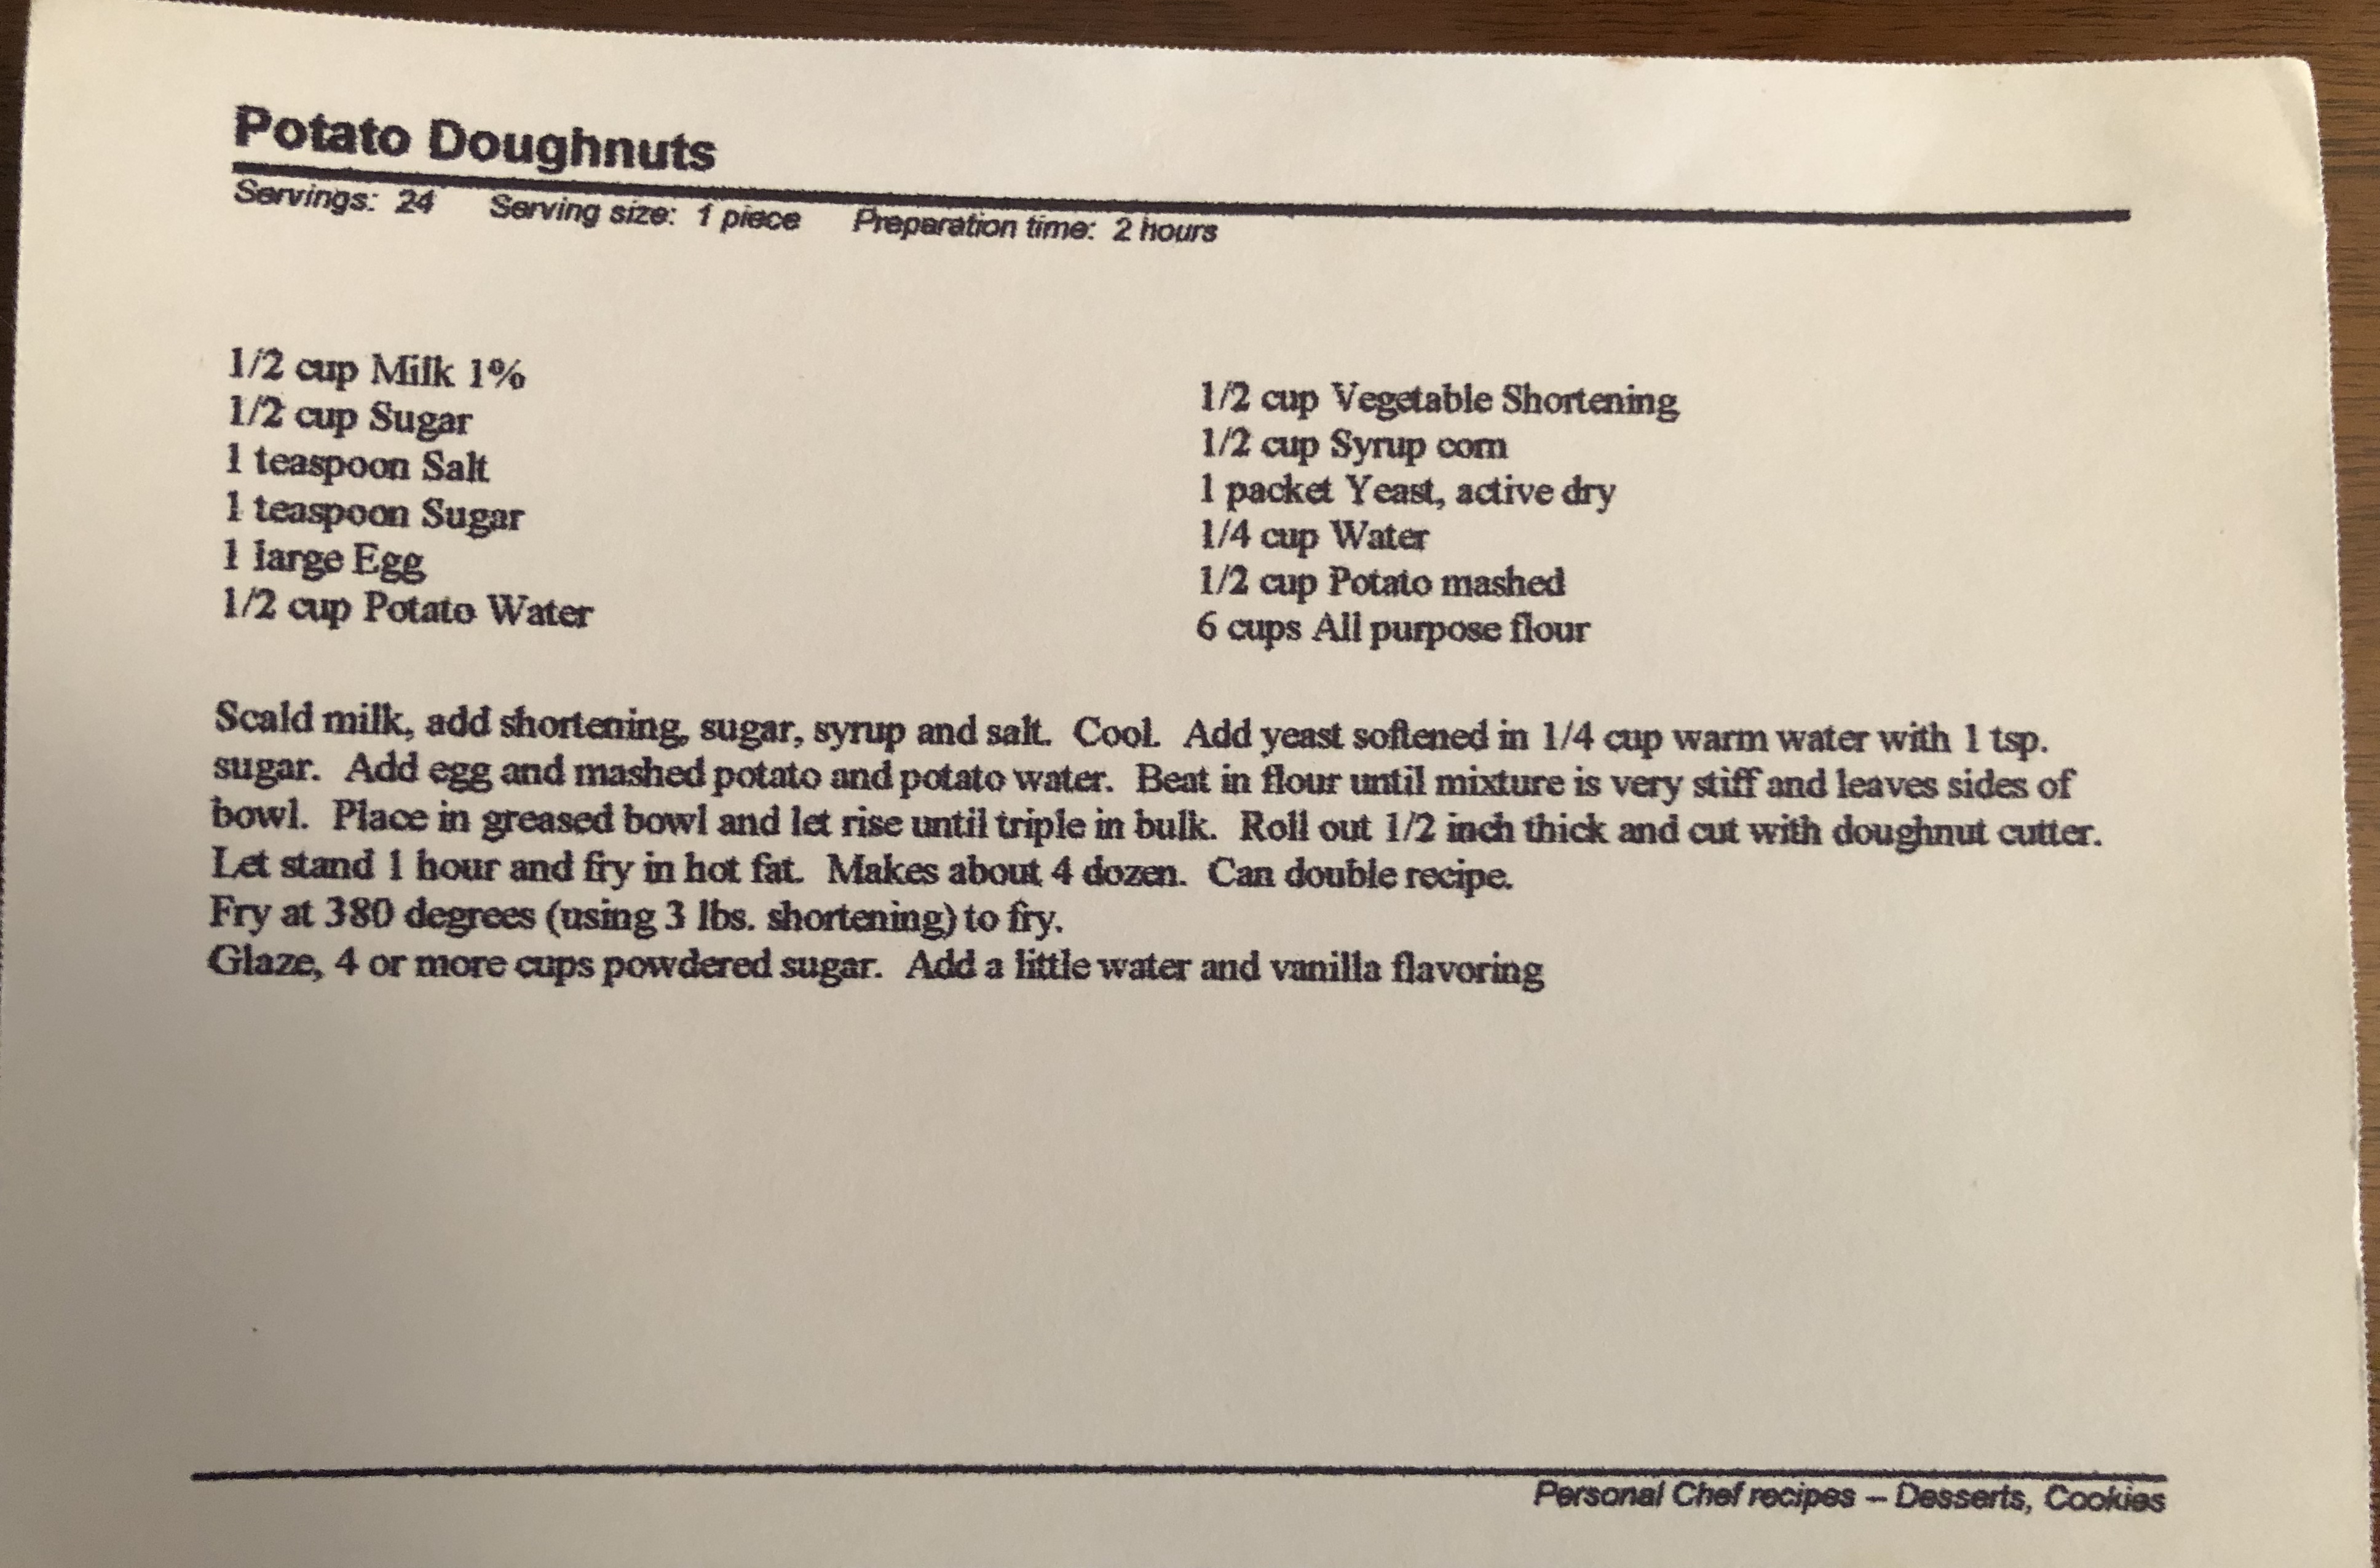 Potato Doughnuts
Servings: 24 Serving size: 1 piece Preparation time: 2 hours
1/2 cup Milk 1%
1/2 cup Sugar
1 teaspoon Salt
1 teaspoon Sugar
1 large Egg
1/2 cup Potato Water
1/2 cup Vegetable Shortening
1/2 cup Syrup corn
1 packet Yeast, active dry
1/4 cup Water
1/2 cup Potato mashed
6 cups All purpose flour
Scald milk, add shortening, sugar, syrup and salt. Cool. Add yeast softened in 1/4 cup warm water with 1 tsp.
sugar. Add egg and mashed potato and potato water. Beat in flour until mixture is very stiff and leaves sides of
bowl. Place in greased bowl and let rise until triple in bulk. Roll out 1/2 inch thick and cut with doughnut cutter.
Let stand 1 hour and fry in hot fat. Makes about 4 dozen. Can double recipe.
Fry at 380 degrees (using 3 lbs. shortening) to fry.
Glaze, 4 or more cups powdered sugar. Add a little water and vanilla flavoring
Personal Chef recipes – Desserts, Cookies